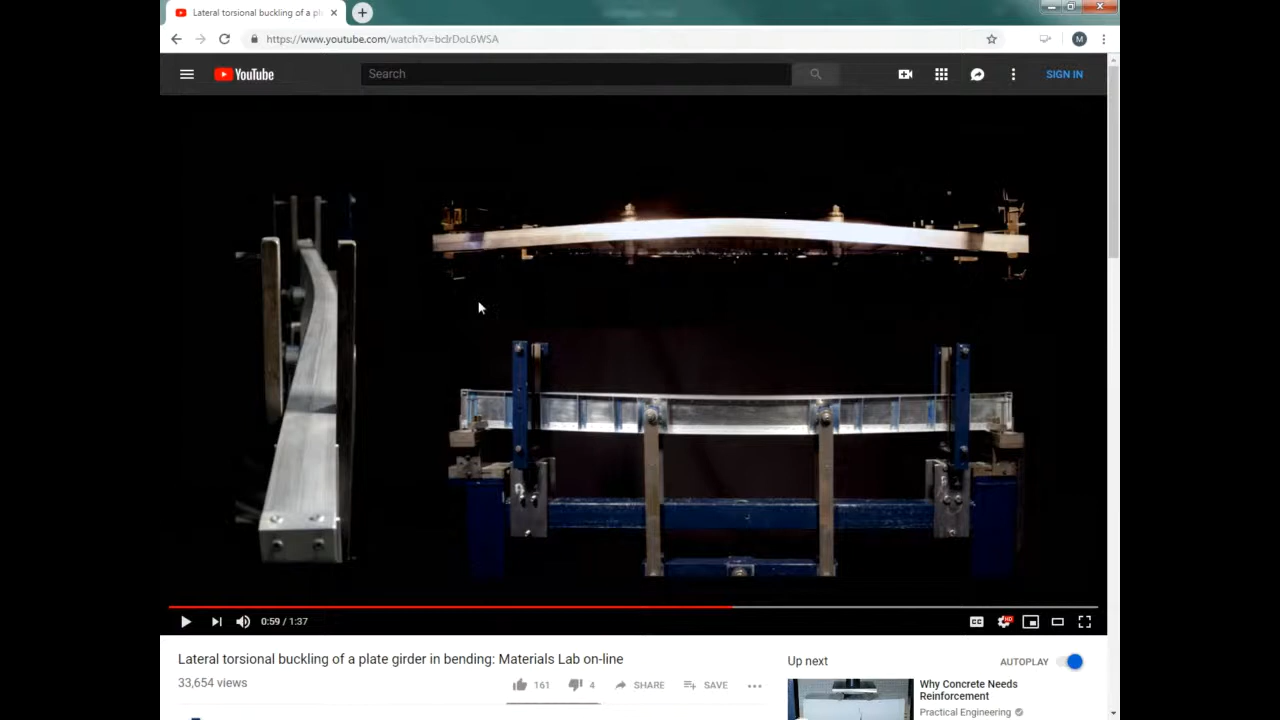 Lateral torsional buckling of a pl
https://www.youtube.com/watch?v=bcIrDoL6WSA
M
YouTube
Search
SIGN IN
0:59 / 1:37
CC
HD
Lateral torsional buckling of a plate girder in bending: Materials Lab on-line
33,654 views
161
4
SHARE
SAVE
Up next
AUTOPLAY
Why Concrete Needs
Reinforcement
Practical Engineering